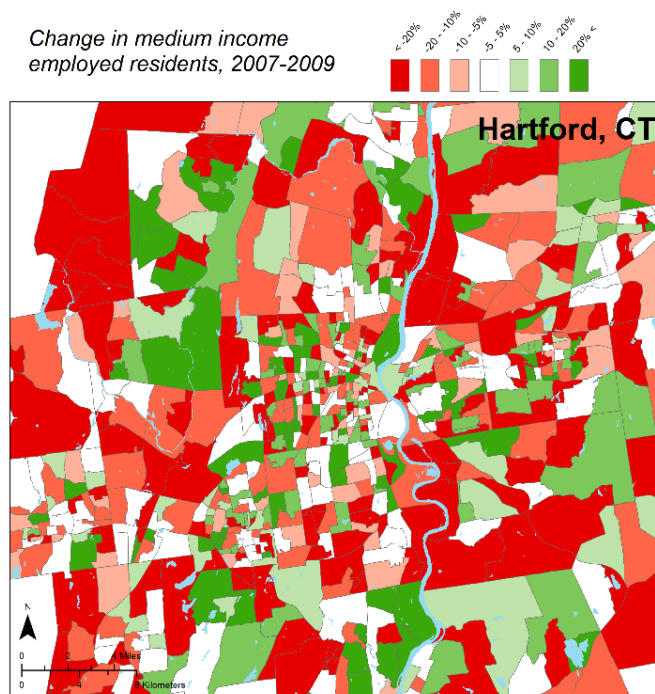 Change in medium income
employed residents, 2007-2009
< -20%
-20 - -10%
-10 - -5%
-5 - 5%
5 - 10%
10 - 20%
20% <
Hartford, CT
N
0 2 4 Miles
0 4 Kilometers